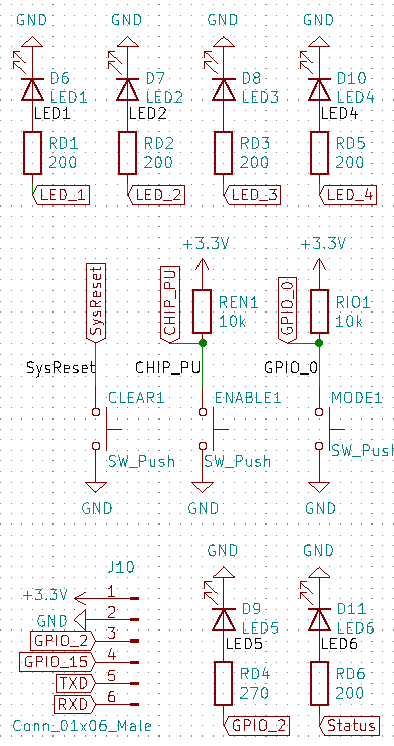 GND GND GND GND
D6 D7 D8 D10
LED1 LED2 LED3 LED4
LED1 LED2 LED4
RD1 RD2 RD3 RD5
200 200 200 200
LED_1 LED_2 LED_3 LED_4
+3.3V +3.3V
SysReset CHIP_PU GPIO_0
REN1 RIO1
10k 10k
SysReset CHIP_PU GPIO_0
CLEAR1 ENABLE1 MODE1
SW_Push SW_Push SW_Push
GND GND GND
GND GND
J10
+3.3V 1
GND 2
GPIO_2 3
GPIO_15 4
TXD 5
RXD 6
Conn_01x06_Male
D9 D11
LED5 LED6
LED5 LED6
RD4 RD6
270 200
GPIO_2 Status